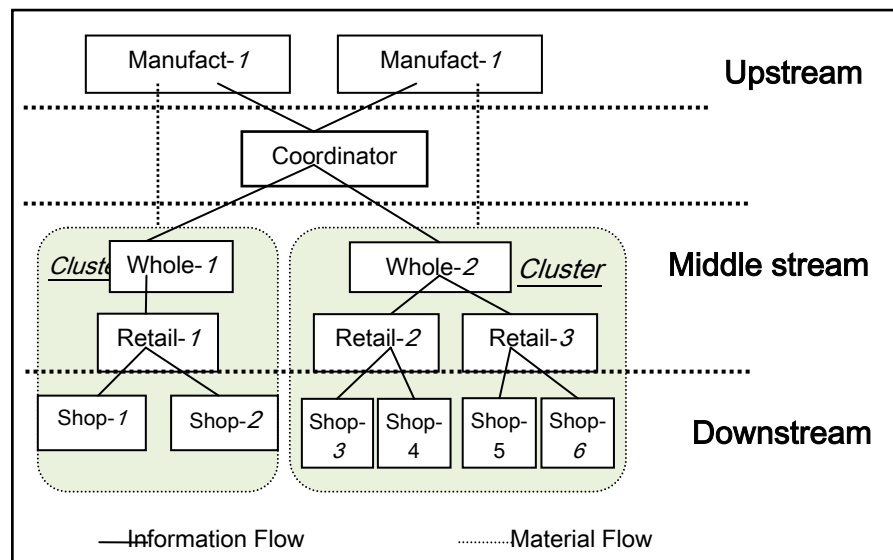 Manufact-1
Manufact-1
Upstream
Coordinator
Cluste
Whole-1
Whole-2
Cluster
Middle stream
Retail-1
Retail-2
Retail-3
Shop-1
Shop-2
Shop-
3
Shop-
4
Shop-
5
Shop-
6
Downstream
Information Flow
Material Flow